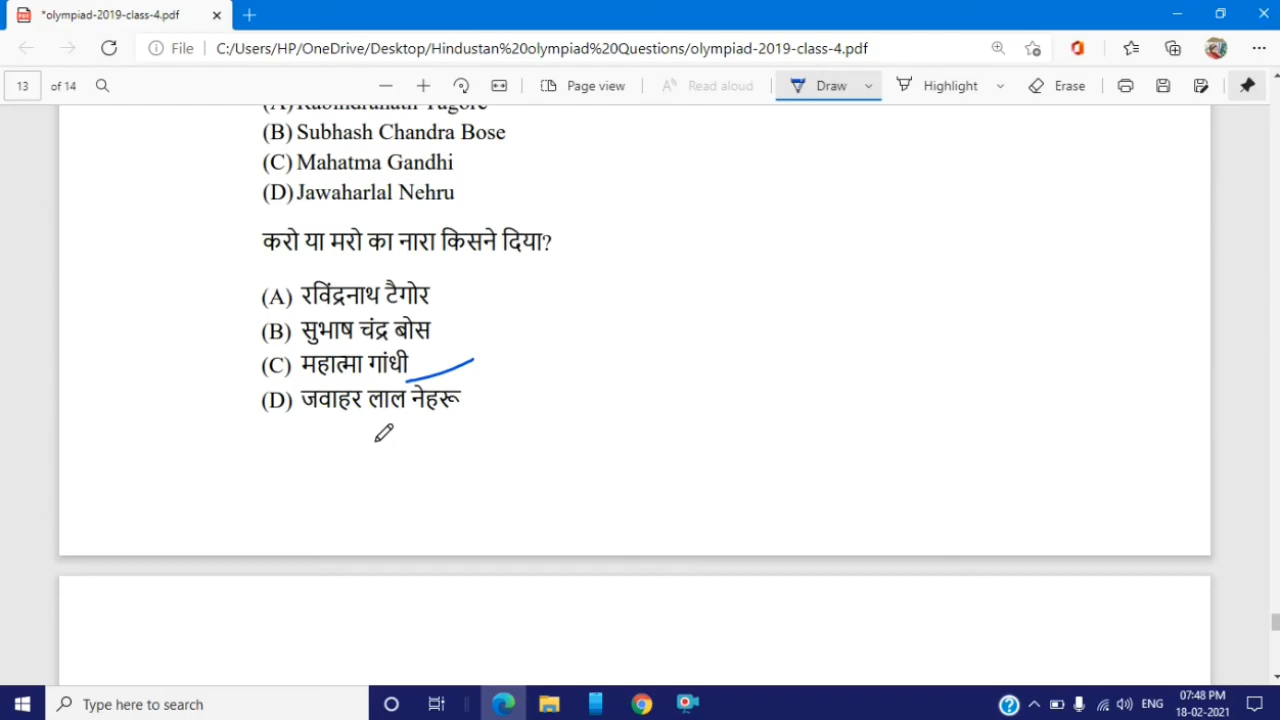 *olympiad-2019-class-4.pdf
File C:/Users/HP/OneDrive/Desktop/Hindustan%20olympiad%20Questions/olympiad-2019-class-4.pdf
13 of 14 Page view Read aloud Draw Highlight Erase
(A) Rabindranath Tagore
(B) Subhash Chandra Bose
(C) Mahatma Gandhi
(D) Jawaharlal Nehru
करो या मरो का नारा किसने दिया?
(A) रविंद्रनाथ टैगोर
(B) सुभाष चंद्र बोस
(C) महात्मा गांधी
(D) जवाहर लाल नेहरू
Type here to search
ENG
07:48 PM
18-02-2021